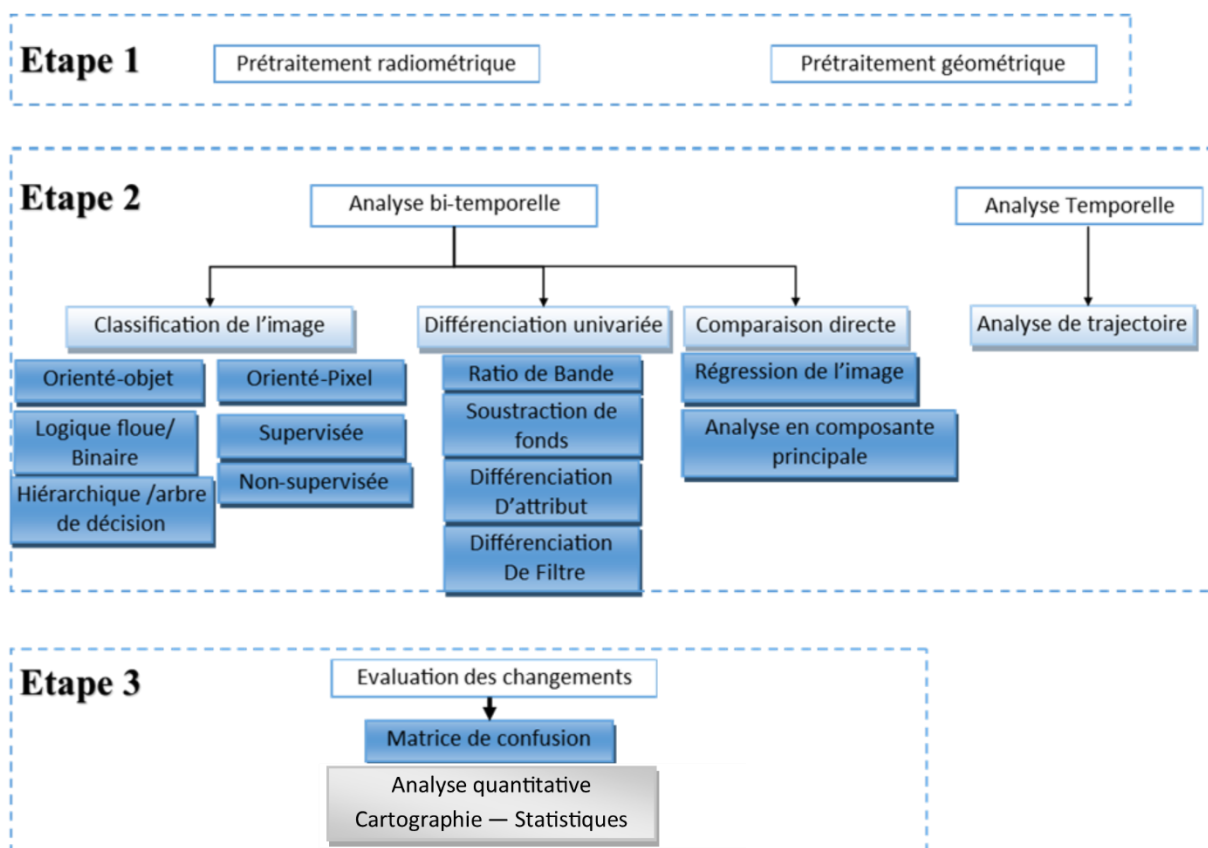 Etape 1
Prétraitement radiométrique
Prétraitement géométrique
Etape 2
Analyse bi-temporelle
Analyse Temporelle
Classification de l'image
Différenciation univariée
Comparaison directe
Analyse de trajectoire
Orienté-objet
Orienté-Pixel
Logique floue/
Binaire
Supervisée
Hiérarchique /arbre
de décision
Non-supervisée
Ratio de Bande
Soustraction de
fonds
Différenciation
D'attribut
Différenciation
De Filtre
Régression de l'image
Analyse en composante
principale
Etape 3
Evaluation des changements
Matrice de confusion
Analyse quantitative
Cartographie — Statistiques